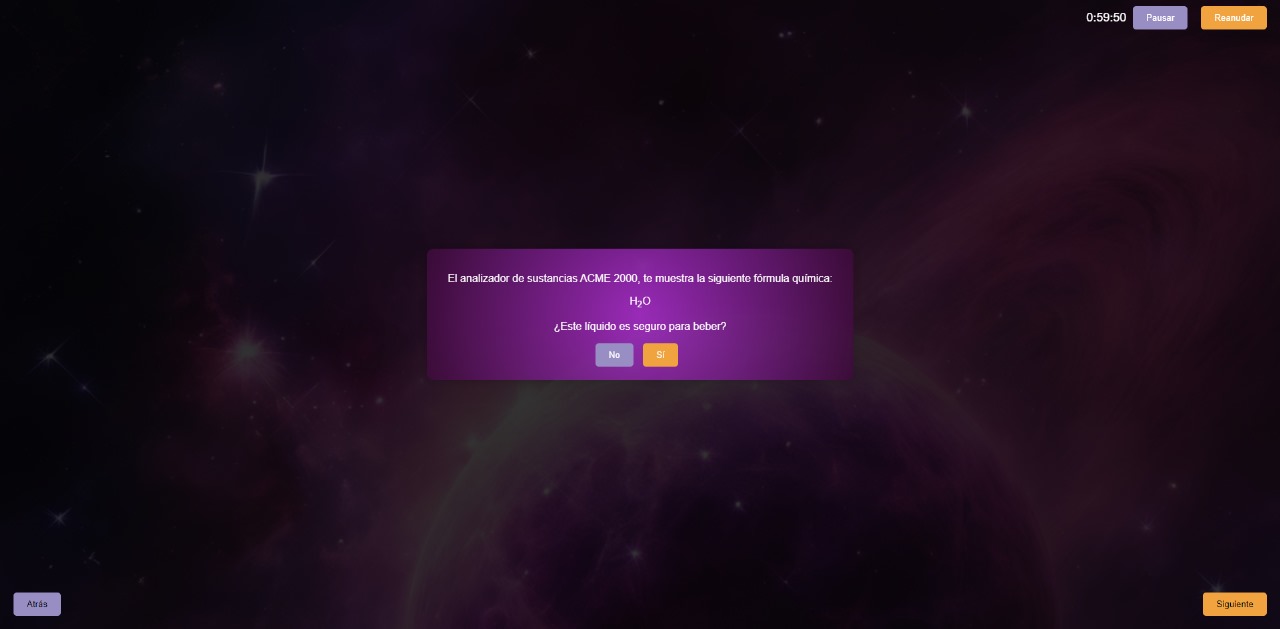 0:59:50 Pausar Reanudar
El analizador de sustancias ACME 2000, te muestra la siguiente fórmula química:
H₂O
¿Este líquido es seguro para beber?
No Sí
Atrás Siguiente